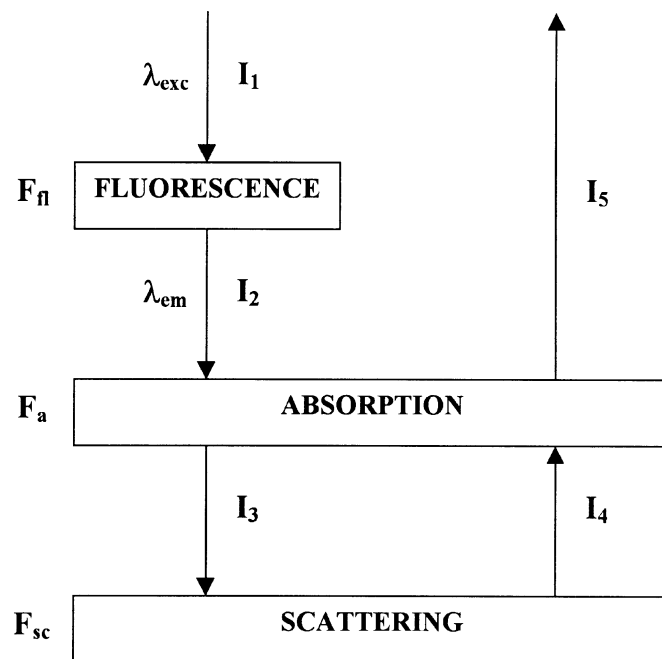 λexc I1
Ffl FLUORESCENCE I5
λem I2
Fa ABSORPTION
I3 I4
Fsc SCATTERING